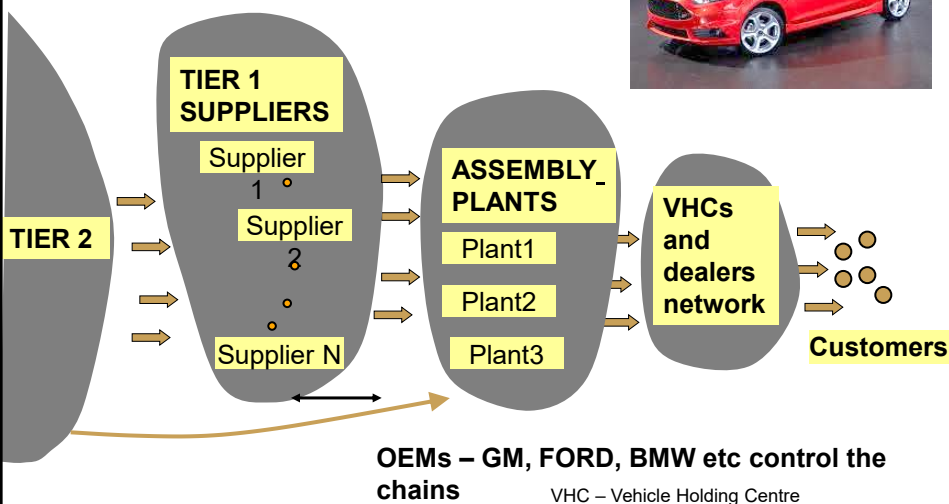 TIER 2
TIER 1
SUPPLIERS
Supplier
1
Supplier
2
Supplier N
ASSEMBLY
PLANTS
Plant1
Plant2
Plant3
VHCs
and
dealers
network
Customers
OEMs – GM, FORD, BMW etc control the
chains
VHC – Vehicle Holding Centre